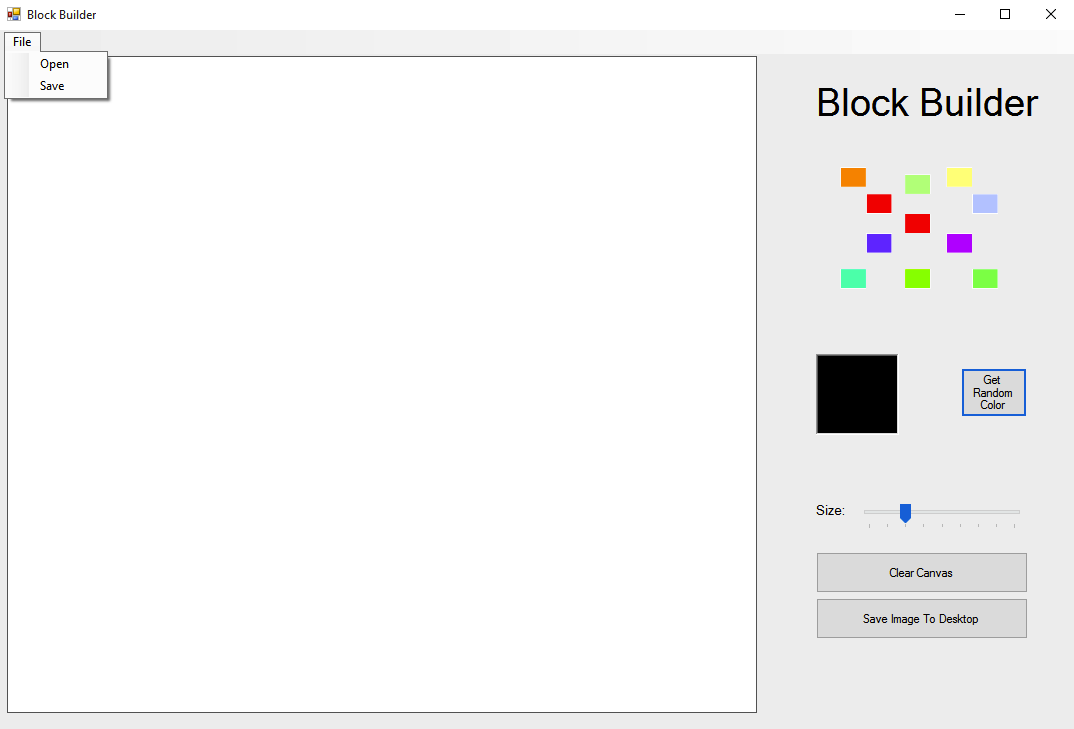 Block Builder
File
Open
Save
Block Builder
Get
Random
Color
Size:
Clear Canvas
Save Image To Desktop